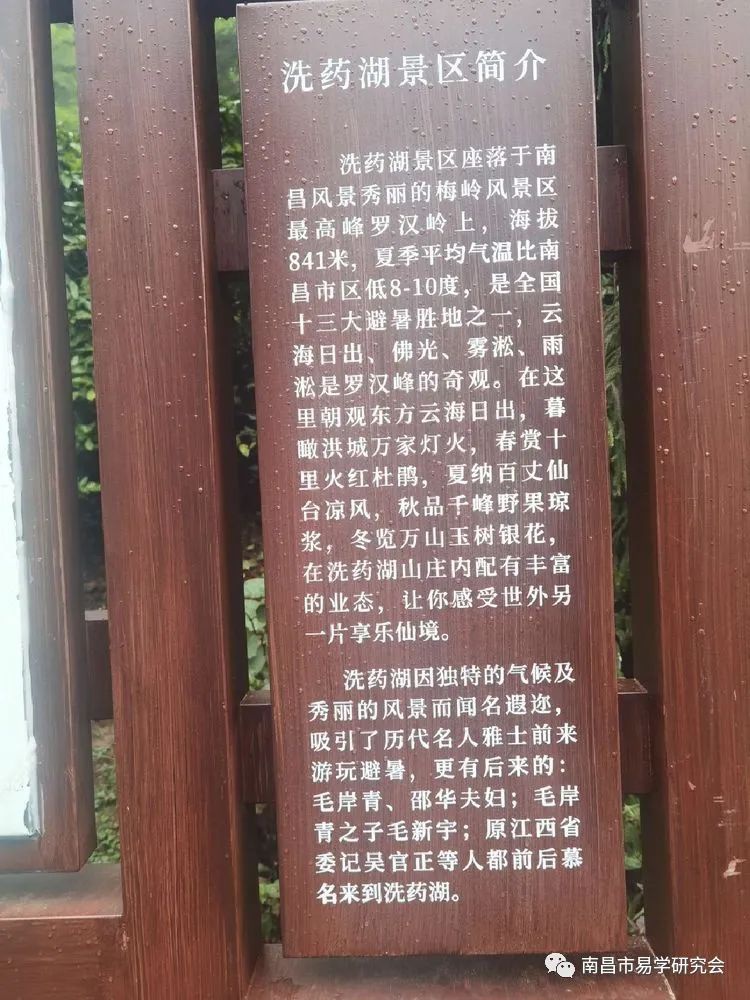 洗药湖景区简介
洗药湖景区座落于南
昌风景秀丽的梅岭风景区
最高峰罗汉岭上，海拔
841米，夏季平均气温比南
昌市区低8-10度，是全国
十三大避暑胜地之一，云
海日出、佛光、雾淞、雨
淞是罗汉峰的奇观。在这
里朝观东方云海日出，暮
瞰洪城万家灯火，春赏十
里火红杜鹃，夏纳百丈仙
台凉风，秋品千峰野果琼
浆，冬览万山玉树银花，
在洗药湖山庄内配有丰富
的业态，让你感受世外另
一片享乐仙境。
洗药湖因独特的气候及
秀丽的风景而闻名遐迩，
吸引了历代名人雅士前来
游玩避暑，更有后来的：
毛岸青、邵华夫妇；毛岸
青之子毛新宇；原江西省
委记吴官正等人都前后慕
名来到洗药湖。
南昌市易学研究会